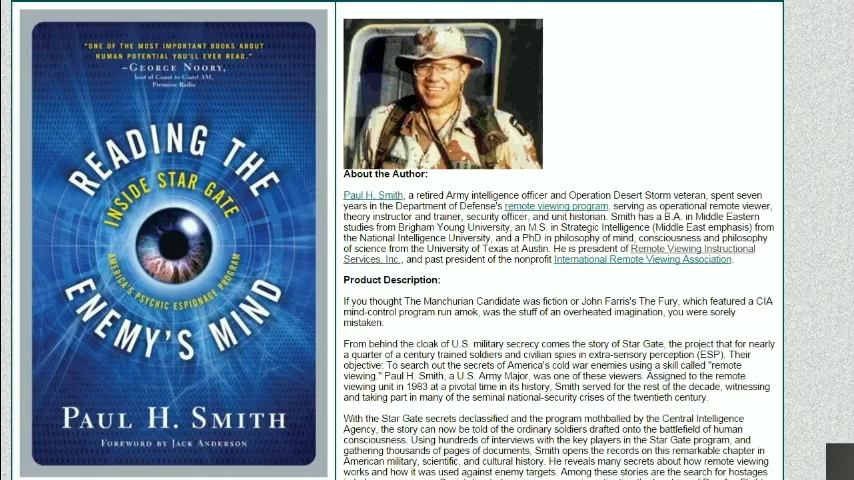 "ONE OF THE MOST IMPORTANT BOOKS ABOUT
HUMAN POTENTIAL YOU'LL EVER READ."
–GEORGE NOORY,
host of Coast to Coast AM,
Premiere Radio
READING THE
INSIDE STAR GATE
AMERICA'S PSYCHIC ESPIONAGE PROGRAM
ENEMY'S MIND
PAUL H. SMITH
FOREWORD BY JACK ANDERSON
About the Author:
Paul H. Smith, a retired Army intelligence officer and Operation Desert Storm veteran, spent seven
years in the Department of Defense's remote viewing program, serving as operational remote viewer,
theory instructor and trainer, security officer, and unit historian. Smith has a B.A. in Middle Eastern
studies from Brigham Young University, an M.S. in Strategic Intelligence (Middle East emphasis) from
the National Intelligence University, and a PhD in philosophy of mind, consciousness and philosophy
of science from the University of Texas at Austin. He is president of Remote Viewing Instructional
Services, Inc., and past president of the nonprofit International Remote Viewing Association.
Product Description:
If you thought The Manchurian Candidate was fiction or John Farris's The Fury, which featured a CIA
mind-control program run amok, was the stuff of an overheated imagination, you were sorely
mistaken.
From behind the cloak of U.S. military secrecy comes the story of Star Gate, the project that for nearly
a quarter of a century trained soldiers and civilian spies in extra-sensory perception (ESP). Their
objective: To search out the secrets of America's cold war enemies using a skill called "remote
viewing." Paul H. Smith, a U.S. Army Major, was one of these viewers. Assigned to the remote
viewing unit in 1983 at a pivotal time in its history, Smith served for the rest of the decade, witnessing
and taking part in many of the seminal national-security crises of the twentieth century.
With the Star Gate secrets declassified and the program mothballed by the Central Intelligence
Agency, the story can now be told of the ordinary soldiers drafted onto the battlefield of human
consciousness. Using hundreds of interviews with the key players in the Star Gate program, and
gathering thousands of pages of documents, Smith opens the records on this remarkable chapter in
American military, scientific, and cultural history. He reveals many secrets about how remote viewing
works and how it was used against enemy targets. Among these stories are the search for hostages